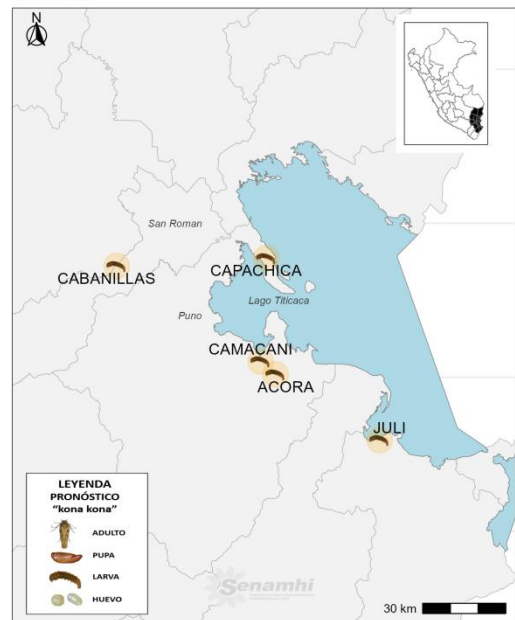 N
San Roman
CABANILLAS
CAPACHICA
Lago Titicaca
Puno
CAMACANI
ACORA
JULI
LEYENDA
PRONÓSTICO
"kona kona"
ADULTO
PUPA
LARVA
HUEVO
Senamhi
30 km